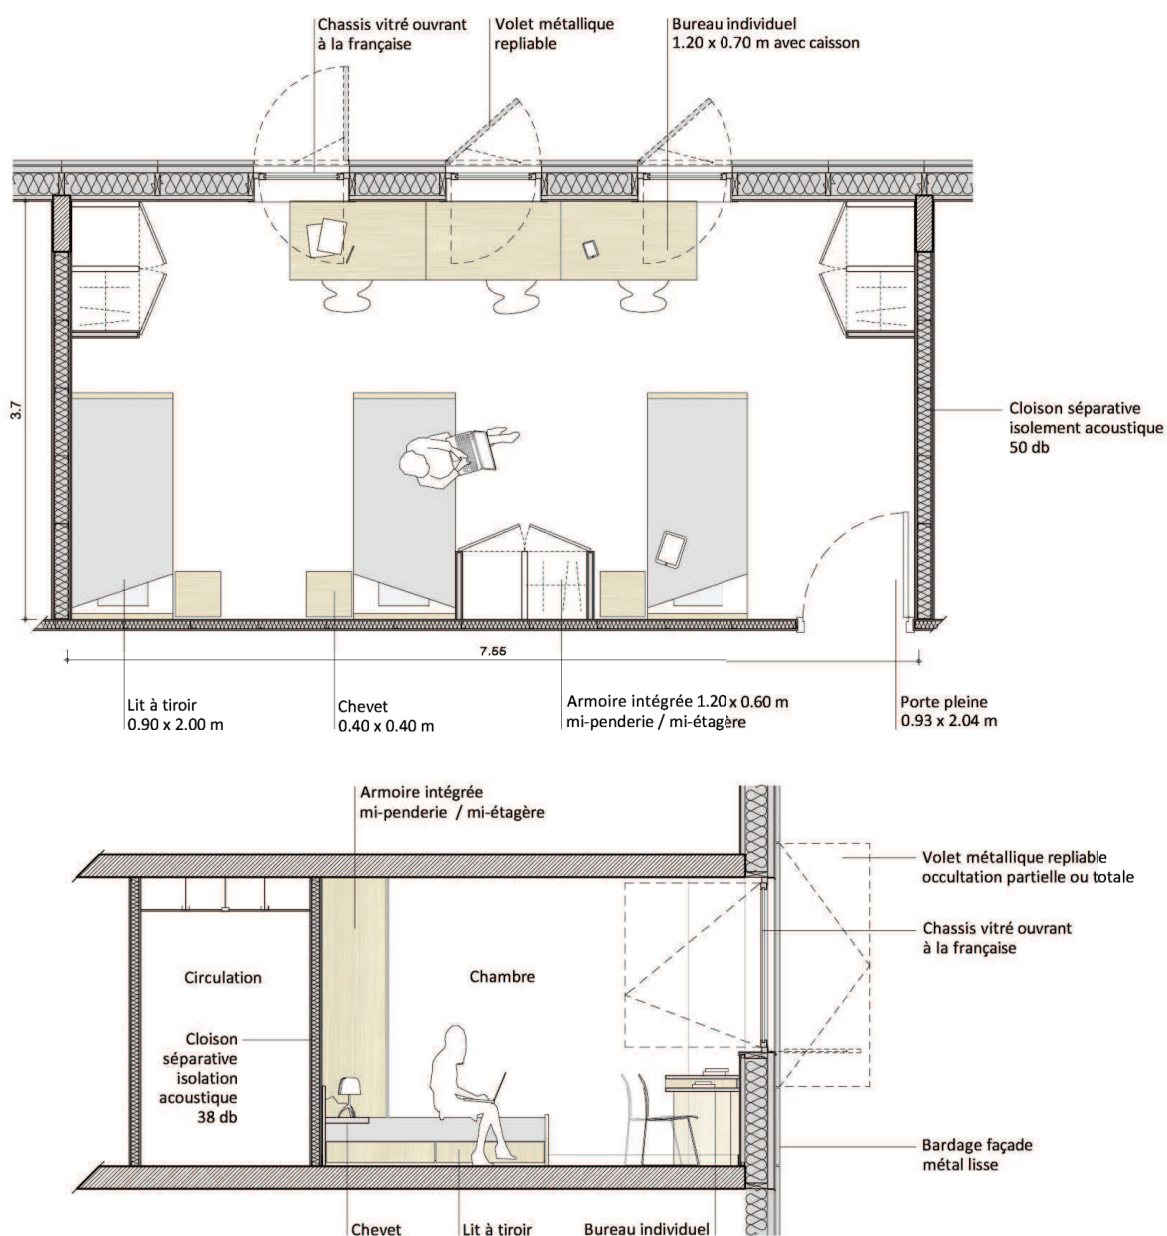 Chassis vitré ouvrant
à la française
Volet métallique
repliable
Bureau individuel
1.20 x 0.70 m avec caisson
3.7
Cloison séparative
isolement acoustique
50 db
7.55
Lit à tiroir
0.90 x 2.00 m
Chevet
0.40 x 0.40 m
Armoire intégrée 1.20 x 0.60 m
mi-penderie / mi-étagère
Porte pleine
0.93 x 2.04 m
Armoire intégrée
mi-penderie / mi-étagère
Volet métallique repliable
occultation partielle ou totale
Chassis vitré ouvrant
à la française
Circulation
Chambre
Cloison
séparative
isolation
acoustique
38 db
Bardage façade
métal lisse
Chevet
Lit à tiroir
Bureau individuel